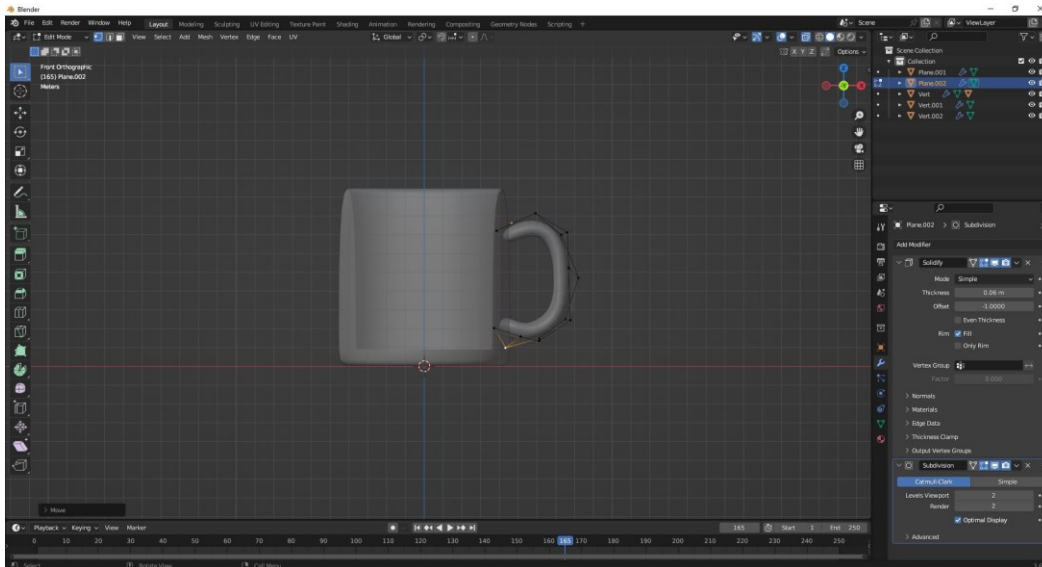 Blender
File Edit Render Window Help Layout Modeling Sculpting UV Editing Texture Paint Shading Animation Rendering Compositing Geometry Nodes Scripting + Scene ViewLayer
Edit Mode View Select Add Mesh Vertex Edge Face UV Global
X Y Z Options
Front Orthographic
(165) Plane.002
Meters
Scene Collection
Collection
Plane.001
Plane.002
Vert
Vert.001
Vert.002
Plane.002 > Subdivision
Add Modifier
Solidify
Mode Simple
Thickness 0.06 m
Offset -1.0000
Even Thickness
Rim Fill
Only Rim
Vertex Group
Factor 0.000
> Normals
> Materials
> Edge Data
> Thickness Clamp
> Output Vertex Groups
Subdivision
Catmull-Clark Simple
Levels Viewport 2
Render 2
Optimal Display
> Advanced
> Move
Playback Keying View Marker 165 Start 1 End 250
0 10 20 30 40 50 60 70 80 90 100 110 120 130 140 150 160 165 170 180 190 200 210 220 230 240 250
Select Rotate View Call Menu